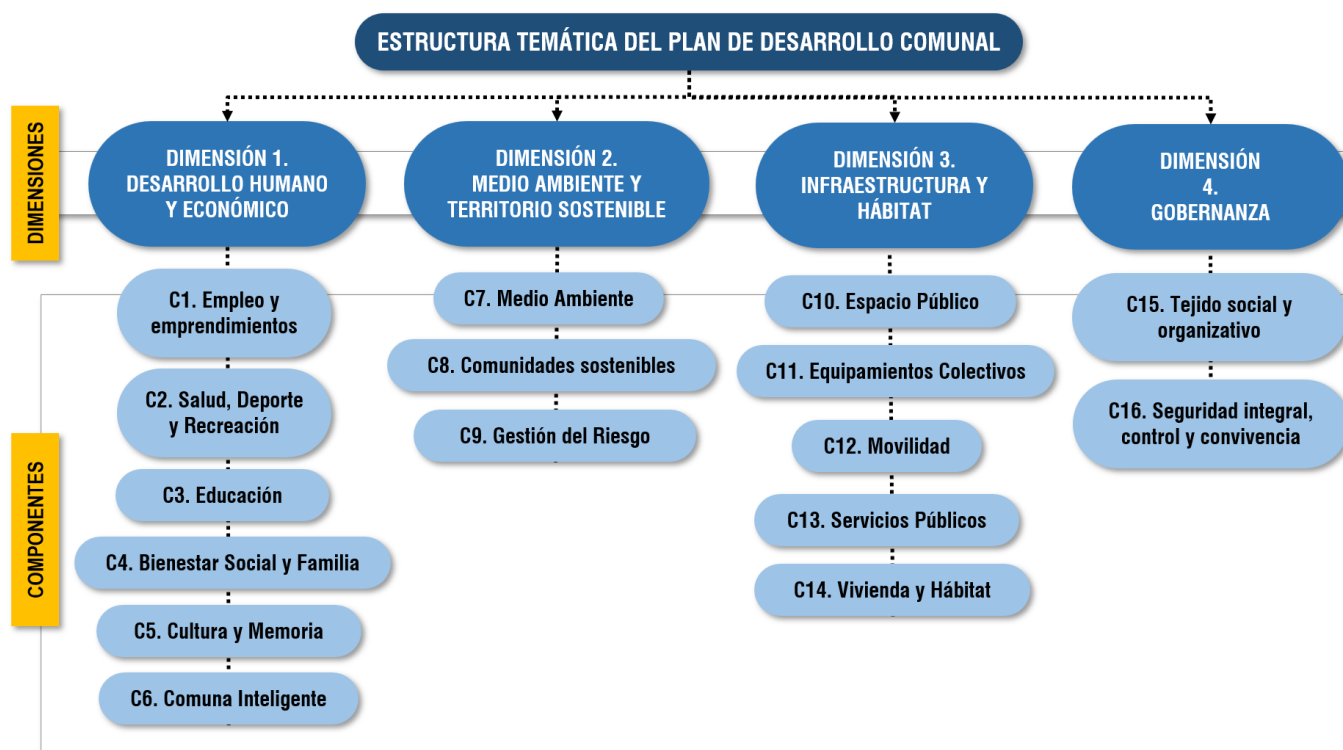 ESTRUCTURA TEMÁTICA DEL PLAN DE DESARROLLO COMUNAL
DIMENSIONES
DIMENSIÓN 1.
DESARROLLO HUMANO
Y ECONÓMICO
DIMENSIÓN 2.
MEDIO AMBIENTE Y
TERRITORIO SOSTENIBLE
DIMENSIÓN 3.
INFRAESTRUCTURA Y
HÁBITAT
DIMENSIÓN
4.
GOBERNANZA
COMPONENTES
C1. Empleo y
emprendimientos
C2. Salud, Deporte
y Recreación
C3. Educación
C4. Bienestar Social y Familia
C5. Cultura y Memoria
C6. Comuna Inteligente
C7. Medio Ambiente
C8. Comunidades sostenibles
C9. Gestión del Riesgo
C10. Espacio Público
C11. Equipamientos Colectivos
C12. Movilidad
C13. Servicios Públicos
C14. Vivienda y Hábitat
C15. Tejido social y
organizativo
C16. Seguridad integral,
control y convivencia